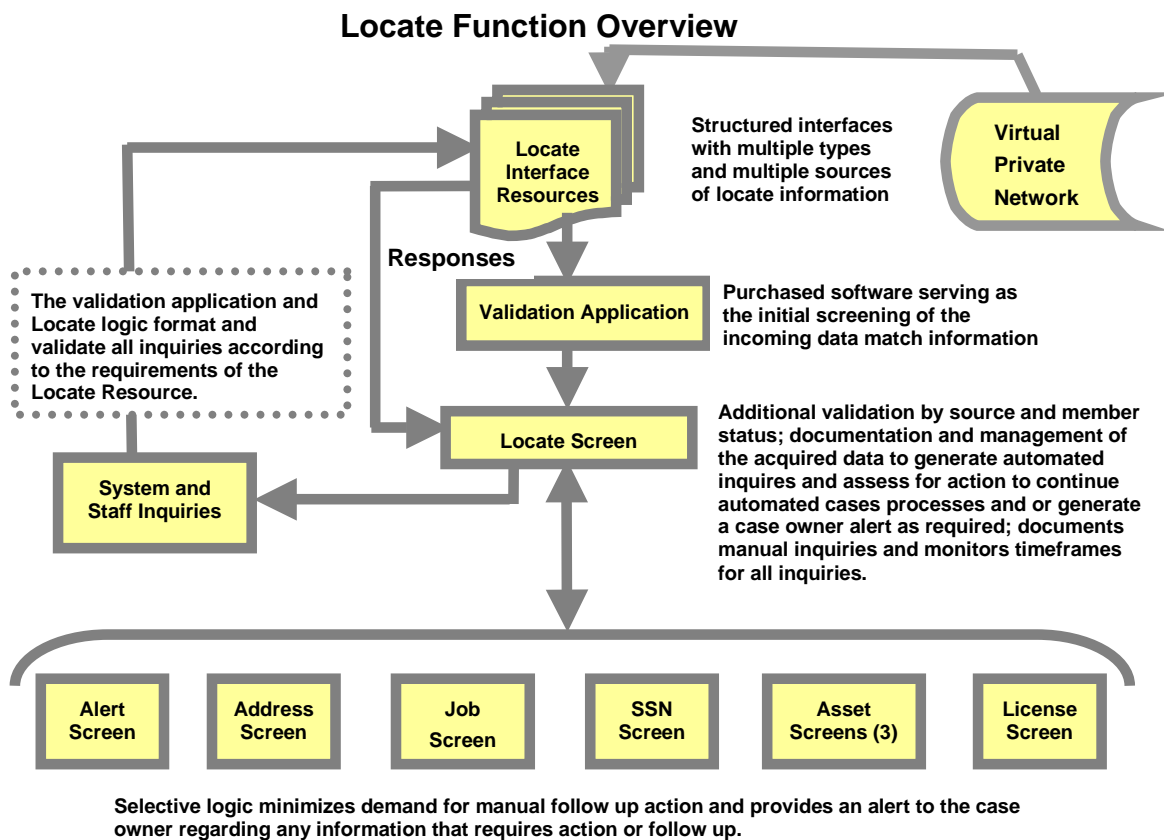 Locate Function Overview
Locate
Interface
Resources
Structured interfaces
with multiple types
and multiple sources
of locate information
Virtual
Private
Network
Responses
The validation application and
Locate logic format and
validate all inquiries according
to the requirements of the
Locate Resource.
Validation Application
Purchased software serving as
the initial screening of the
incoming data match information
Locate Screen
Additional validation by source and member
status; documentation and management of
the acquired data to generate automated
inquires and assess for action to continue
automated cases processes and or generate
a case owner alert as required; documents
manual inquiries and monitors timeframes
for all inquiries.
System and
Staff Inquiries
Alert
Screen
Address
Screen
Job
Screen
SSN
Screen
Asset
Screens (3)
License
Screen
Selective logic minimizes demand for manual follow up action and provides an alert to the case
owner regarding any information that requires action or follow up.